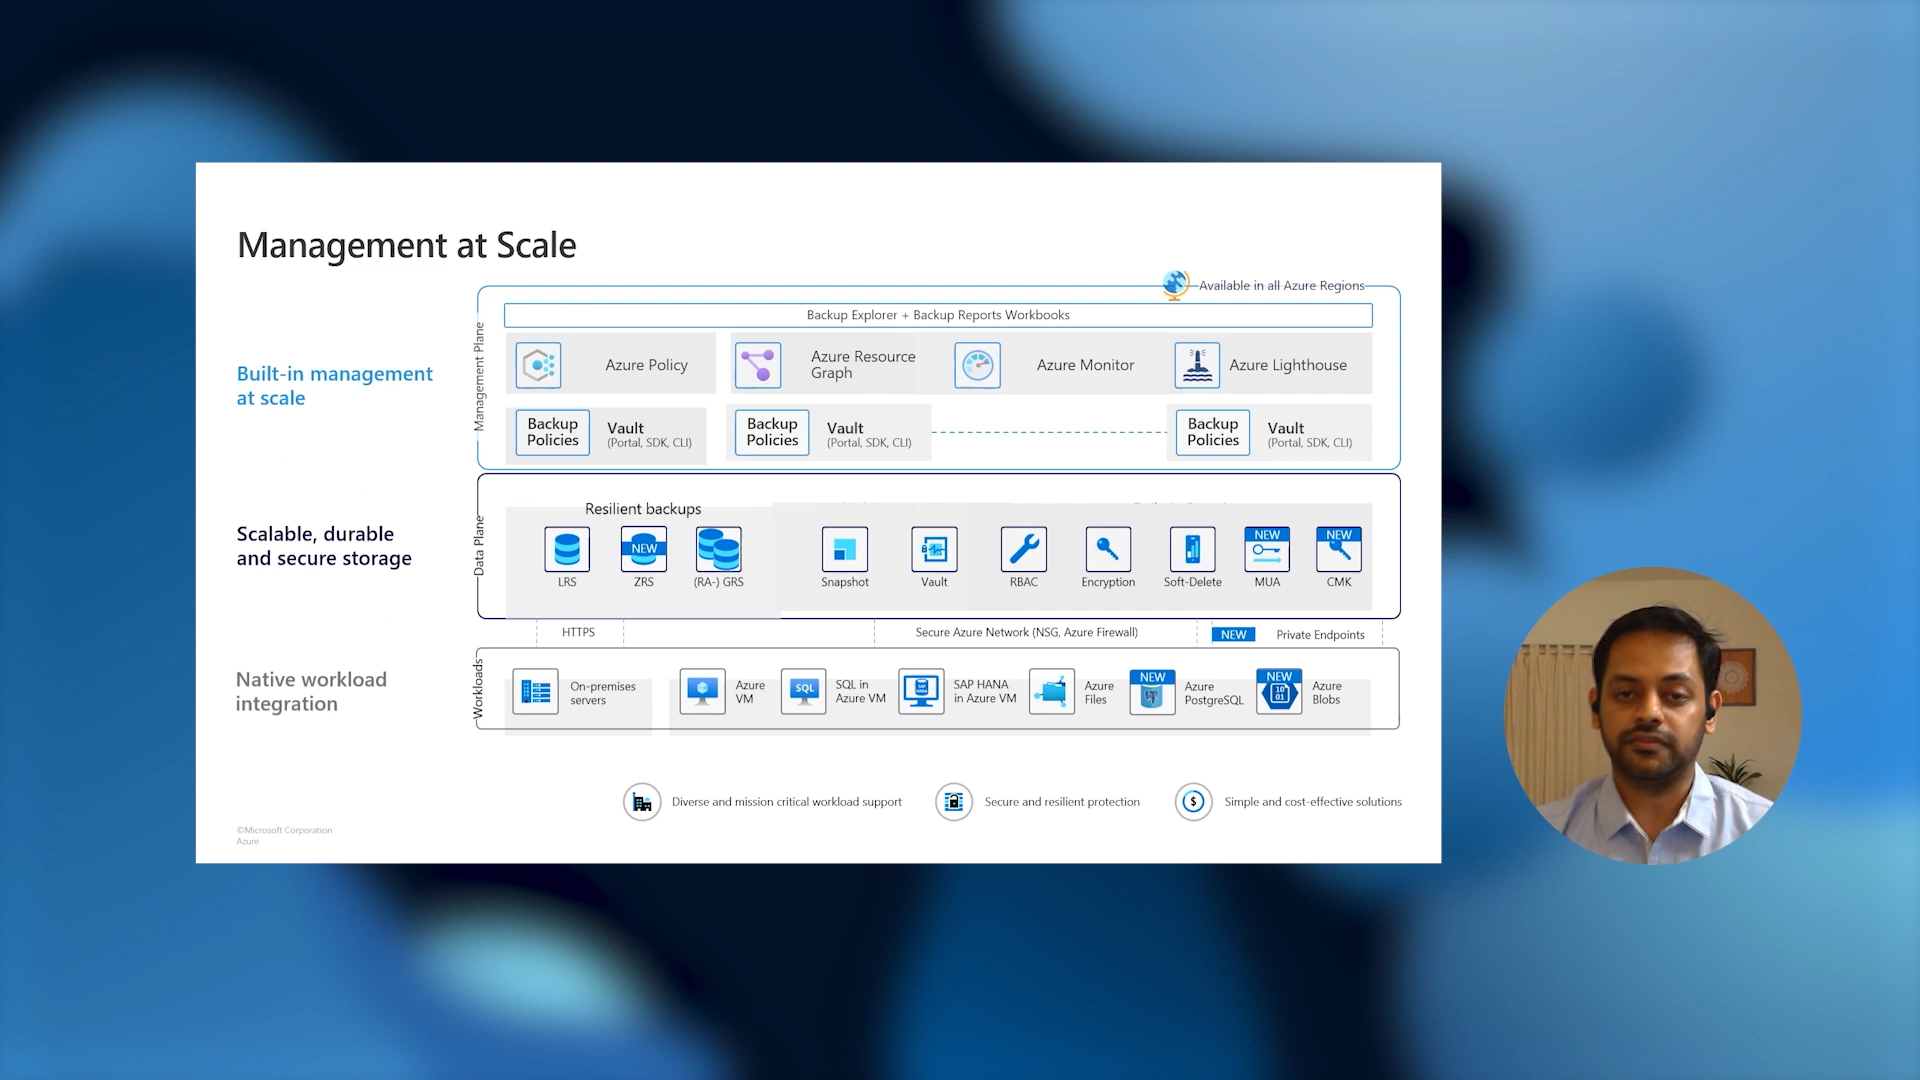 Management at Scale
Available in all Azure Regions
Management Plane
Backup Explorer + Backup Reports Workbooks
Built-in management
at scale
Azure Policy
Azure Resource
Graph
Azure Monitor
Azure Lighthouse
Backup
Policies
Vault
(Portal, SDK, CLI)
Backup
Policies
Vault
(Portal, SDK, CLI)
Backup
Policies
Vault
(Portal, SDK, CLI)
Scalable, durable
and secure storage
Data Plane
Resilient backups
LRS
NEW
ZRS
(RA-) GRS
Snapshot
Vault
RBAC
Encryption
Soft-Delete
NEW
MUA
NEW
CMK
HTTPS
Secure Azure Network (NSG, Azure Firewall)
NEW
Private Endpoints
Native workload
integration
Workloads
On-premises
servers
Azure
VM
SQL
SQL in
Azure VM
SAP HANA
in Azure VM
Azure
Files
NEW
Azure
PostgreSQL
NEW
10
01
Azure
Blobs
Diverse and mission critical workload support
Secure and resilient protection
$
Simple and cost-effective solutions
©Microsoft Corporation
Azure